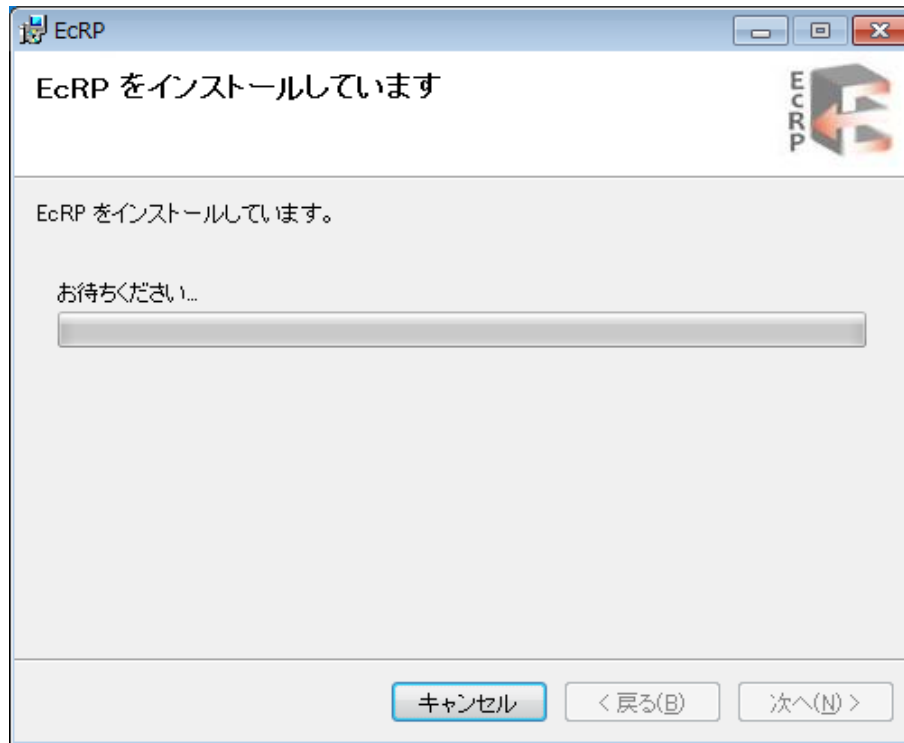 EcRP
EcRP をインストールしています
EcRP
EcRP をインストールしています。
お待ちください...
キャンセル
< 戻る(B)
次へ(N) >